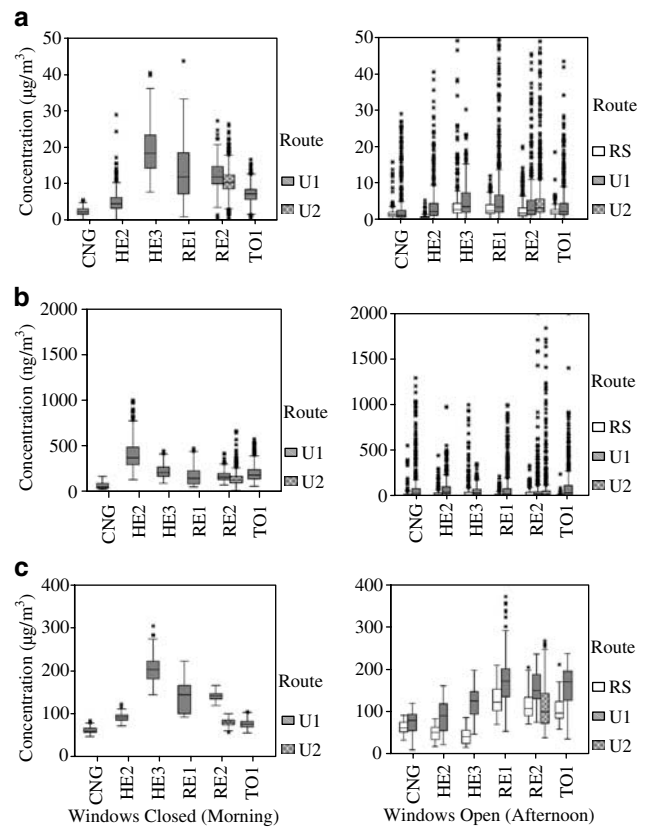 a
50
40
30
20
10
0
Concentration (µg/m³)
CNG
HE2
HE3
RE1
RE2
TO1
Route
U1
U2
50
40
30
20
10
0
CNG
HE2
HE3
RE1
RE2
TO1
Route
RS
U1
U2
b
2000
1500
1000
500
0
Concentration (ng/m³)
CNG
HE2
HE3
RE1
RE2
TO1
Route
U1
U2
2000
1500
1000
500
0
CNG
HE2
HE3
RE1
RE2
TO1
Route
RS
U1
U2
c
400
300
200
100
0
Concentration (µg/m³)
CNG
HE2
HE3
RE1
RE2
TO1
Windows Closed (Morning)
Route
U1
U2
400
300
200
100
0
CNG
HE2
HE3
RE1
RE2
TO1
Windows Open (Afternoon)
Route
RS
U1
U2